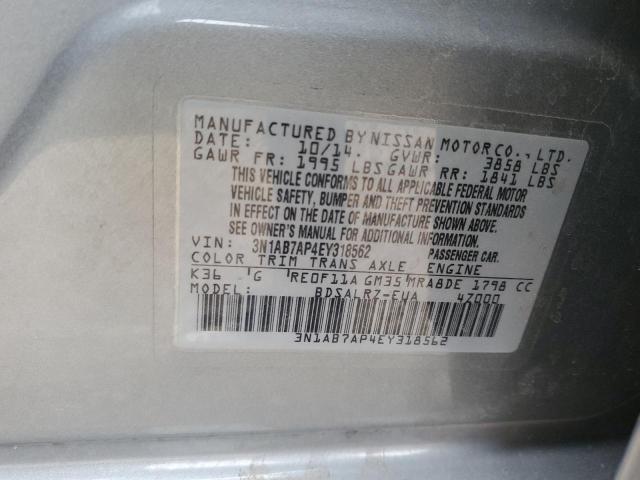 MANUFACTURED BY NISSAN MOTOR CO., LTD.
DATE: 10/14. GVWR: 3858 LBS
GAWR FR: 1995 LBS GAWR RR: 1841 LBS
THIS VEHICLE CONFORMS TO ALL APPLICABLE FEDERAL MOTOR
VEHICLE SAFETY, BUMPER AND THEFT PREVENTION STANDARDS
IN EFFECT ON THE DATE OF MANUFACTURE SHOWN ABOVE.
SEE OWNER'S MANUAL FOR ADDITIONAL INFORMATION.
VIN: 3N1AB7AP4EY318562 PASSENGER CAR.
COLOR TRIM TRANS AXLE ENGINE
K36 G RE0F11A GM35 MRA8DE 1798 CC
MODEL BDSALRZ-EUA 47000
3N1AB7AP4EY318562